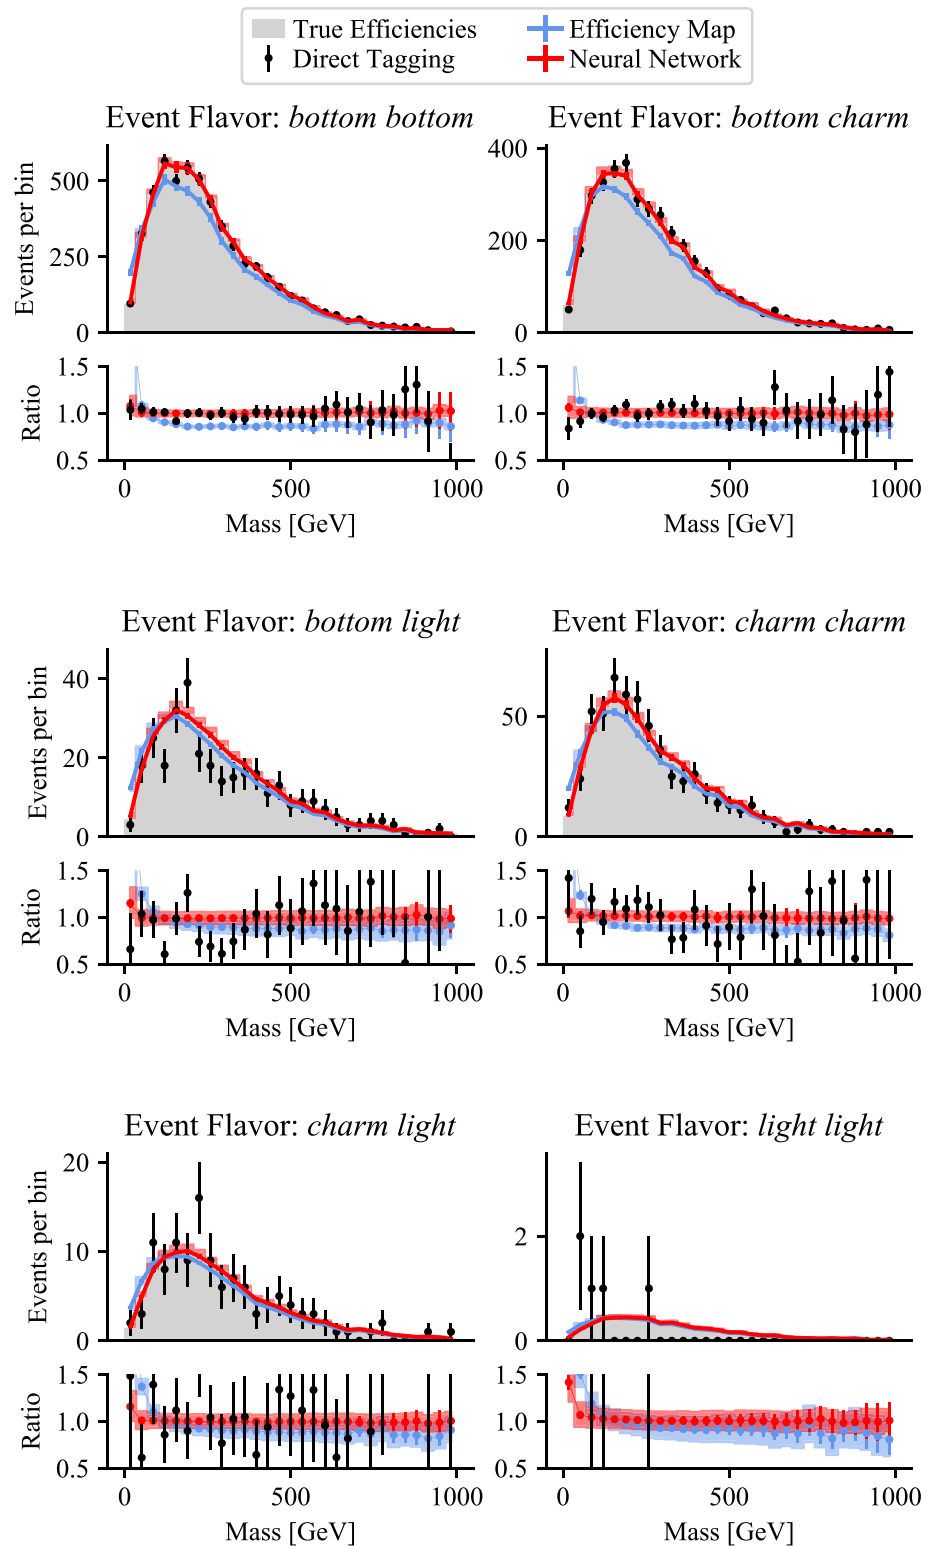 True Efficiencies
Direct Tagging
Efficiency Map
Neural Network
Event Flavor: bottom bottom
Events per bin
500
250
0
Ratio
1.5
1.0
0.5
0 500 1000
Mass [GeV]
Event Flavor: bottom charm
400
200
0
1.5
1.0
0.5
0 500 1000
Mass [GeV]
Event Flavor: bottom light
Events per bin
40
20
0
Ratio
1.5
1.0
0.5
0 500 1000
Mass [GeV]
Event Flavor: charm charm
50
0
1.5
1.0
0.5
0 500 1000
Mass [GeV]
Event Flavor: charm light
Events per bin
20
10
0
Ratio
1.5
1.0
0.5
0 500 1000
Mass [GeV]
Event Flavor: light light
2
0
1.5
1.0
0.5
0 500 1000
Mass [GeV]